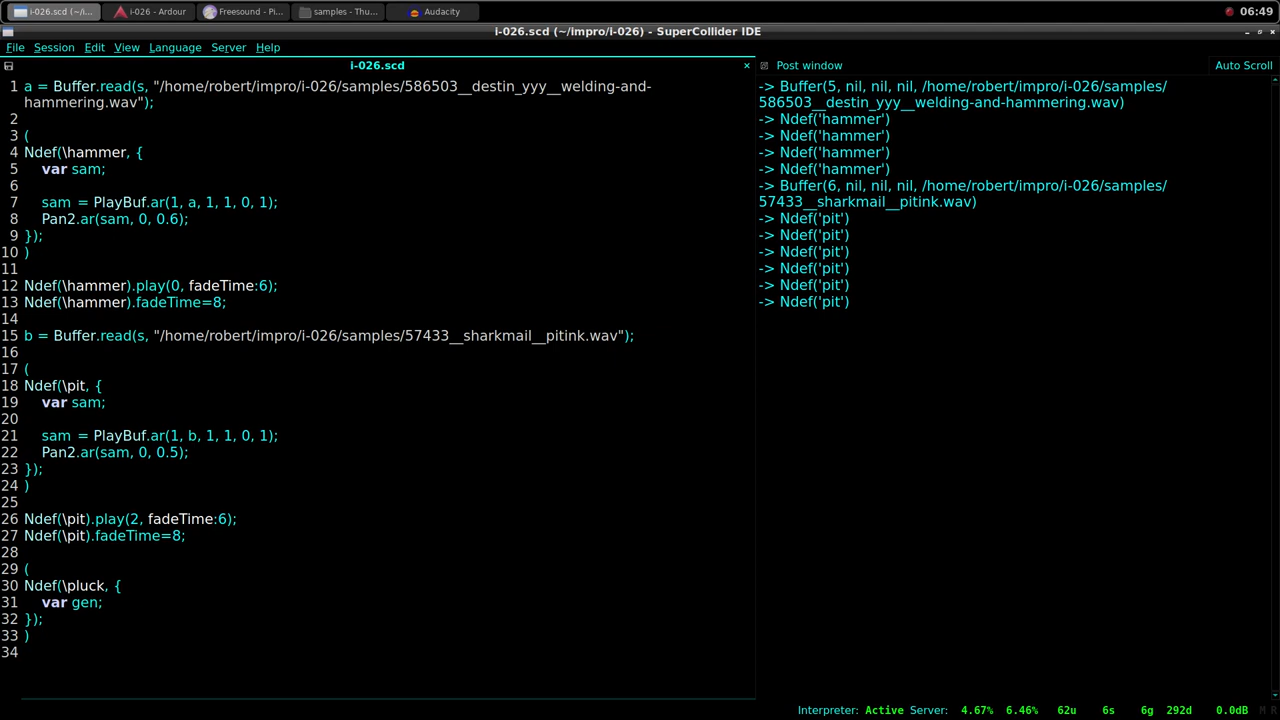 i-026.scd (~/i...
i-026 - Ardour
Freesound - Pi...
samples - Thu...
Audacity
06:49
i-026.scd (~/impro/i-026) - SuperCollider IDE
File Session Edit View Language Server Help
i-026.scd
1 a = Buffer.read(s, "/home/robert/impro/i-026/samples/586503__destin_yyy__welding-and-
hammering.wav");
2
3 (
4 Ndef(\hammer, {
5 var sam;
6
7 sam = PlayBuf.ar(1, a, 1, 1, 0, 1);
8 Pan2.ar(sam, 0, 0.6);
9 });
10 )
11
12 Ndef(\hammer).play(0, fadeTime:6);
13 Ndef(\hammer).fadeTime=8;
14
15 b = Buffer.read(s, "/home/robert/impro/i-026/samples/57433__sharkmail__pitink.wav");
16
17 (
18 Ndef(\pit, {
19 var sam;
20
21 sam = PlayBuf.ar(1, b, 1, 1, 0, 1);
22 Pan2.ar(sam, 0, 0.5);
23 });
24 )
25
26 Ndef(\pit).play(2, fadeTime:6);
27 Ndef(\pit).fadeTime=8;
28
29 (
30 Ndef(\pluck, {
31 var gen;
32 });
33 )
34
Post window
Auto Scroll
-> Buffer(5, nil, nil, nil, /home/robert/impro/i-026/samples/
586503__destin_yyy__welding-and-hammering.wav)
-> Ndef('hammer')
-> Ndef('hammer')
-> Ndef('hammer')
-> Ndef('hammer')
-> Buffer(6, nil, nil, nil, /home/robert/impro/i-026/samples/
57433__sharkmail__pitink.wav)
-> Ndef('pit')
-> Ndef('pit')
-> Ndef('pit')
-> Ndef('pit')
-> Ndef('pit')
-> Ndef('pit')
Interpreter: Active Server: 4.67% 6.46% 62u 6s 6g 292d 0.0dB M R